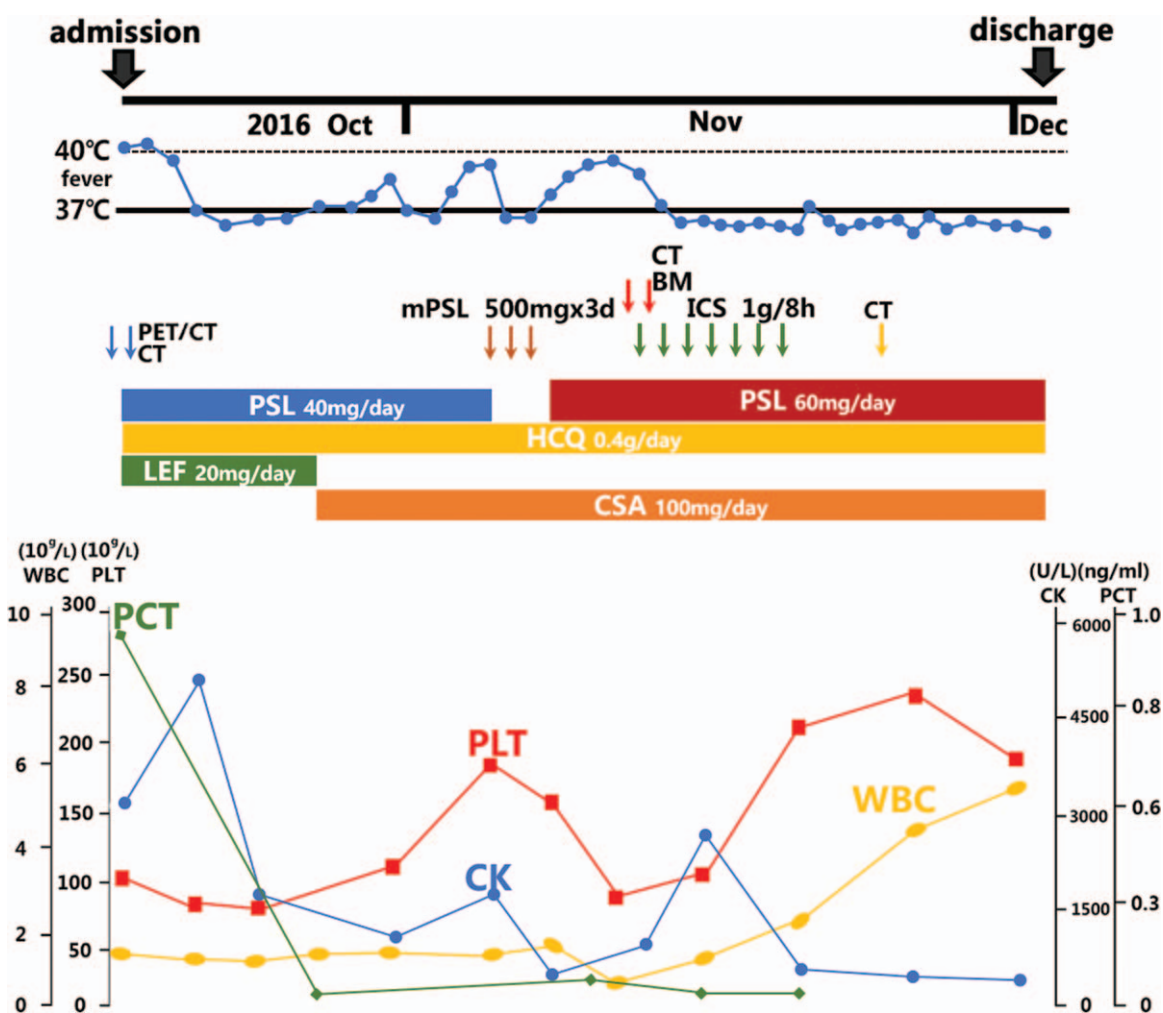 admission
discharge
2016 Oct
Nov
Dec
40℃
fever
37℃
CT
BM
mPSL 500mgx3d
ICS 1g/8h
CT
PET/CT
CT
PSL 40mg/day
PSL 60mg/day
HCQ 0.4g/day
LEF 20mg/day
CSA 100mg/day
(10⁹/L) (10⁹/L)
WBC PLT
(U/L)(ng/ml)
CK PCT
10
8
6
4
2
0
300
250
200
150
100
50
0
PCT
PLT
CK
WBC
6000
4500
3000
1500
0
1.0
0.8
0.6
0.3
0